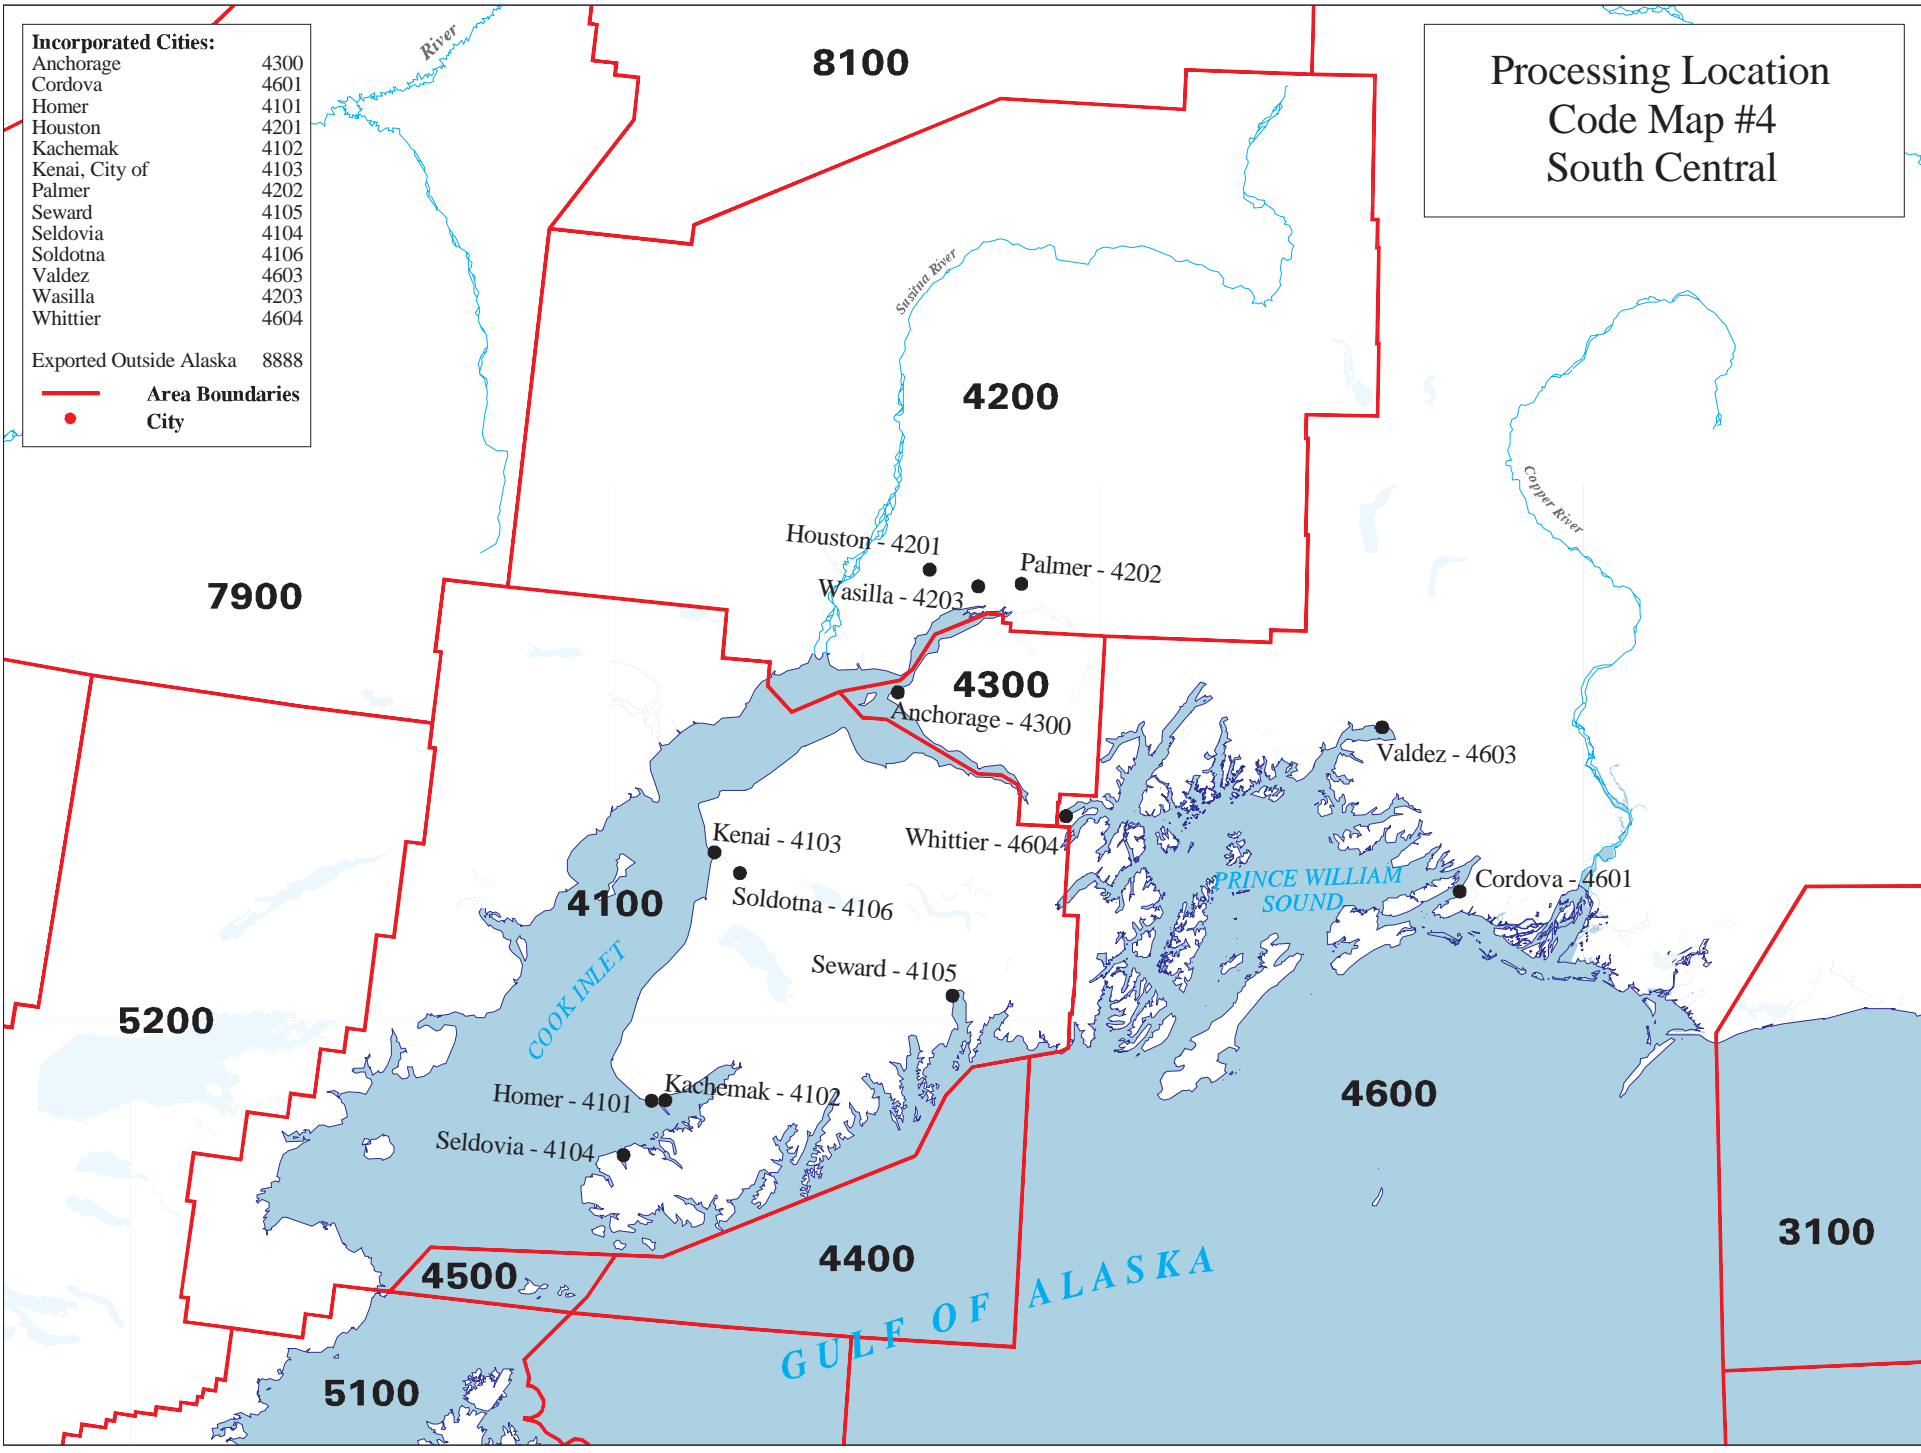 Incorporated Cities:
Anchorage 4300
Cordova 4601
Homer 4101
Houston 4201
Kachemak 4102
Kenai, City of 4103
Palmer 4202
Seward 4105
Seldovia 4104
Soldotna 4106
Valdez 4603
Wasilla 4203
Whittier 4604
Exported Outside Alaska 8888
Area Boundaries
City
Processing Location
Code Map #4
South Central
River
8100
Susitna River
4200
Copper River
Houston - 4201
Palmer - 4202
Wasilla - 4203
7900
4300
Anchorage - 4300
Valdez - 4603
Kenai - 4103
Whittier - 4604
PRINCE WILLIAM
SOUND
Cordova - 4601
4100
Soldotna - 4106
Seward - 4105
COOK INLET
5200
Homer - 4101
Kachemak - 4102
4600
Seldovia - 4104
3100
4500
4400
GULF OF ALASKA
5100